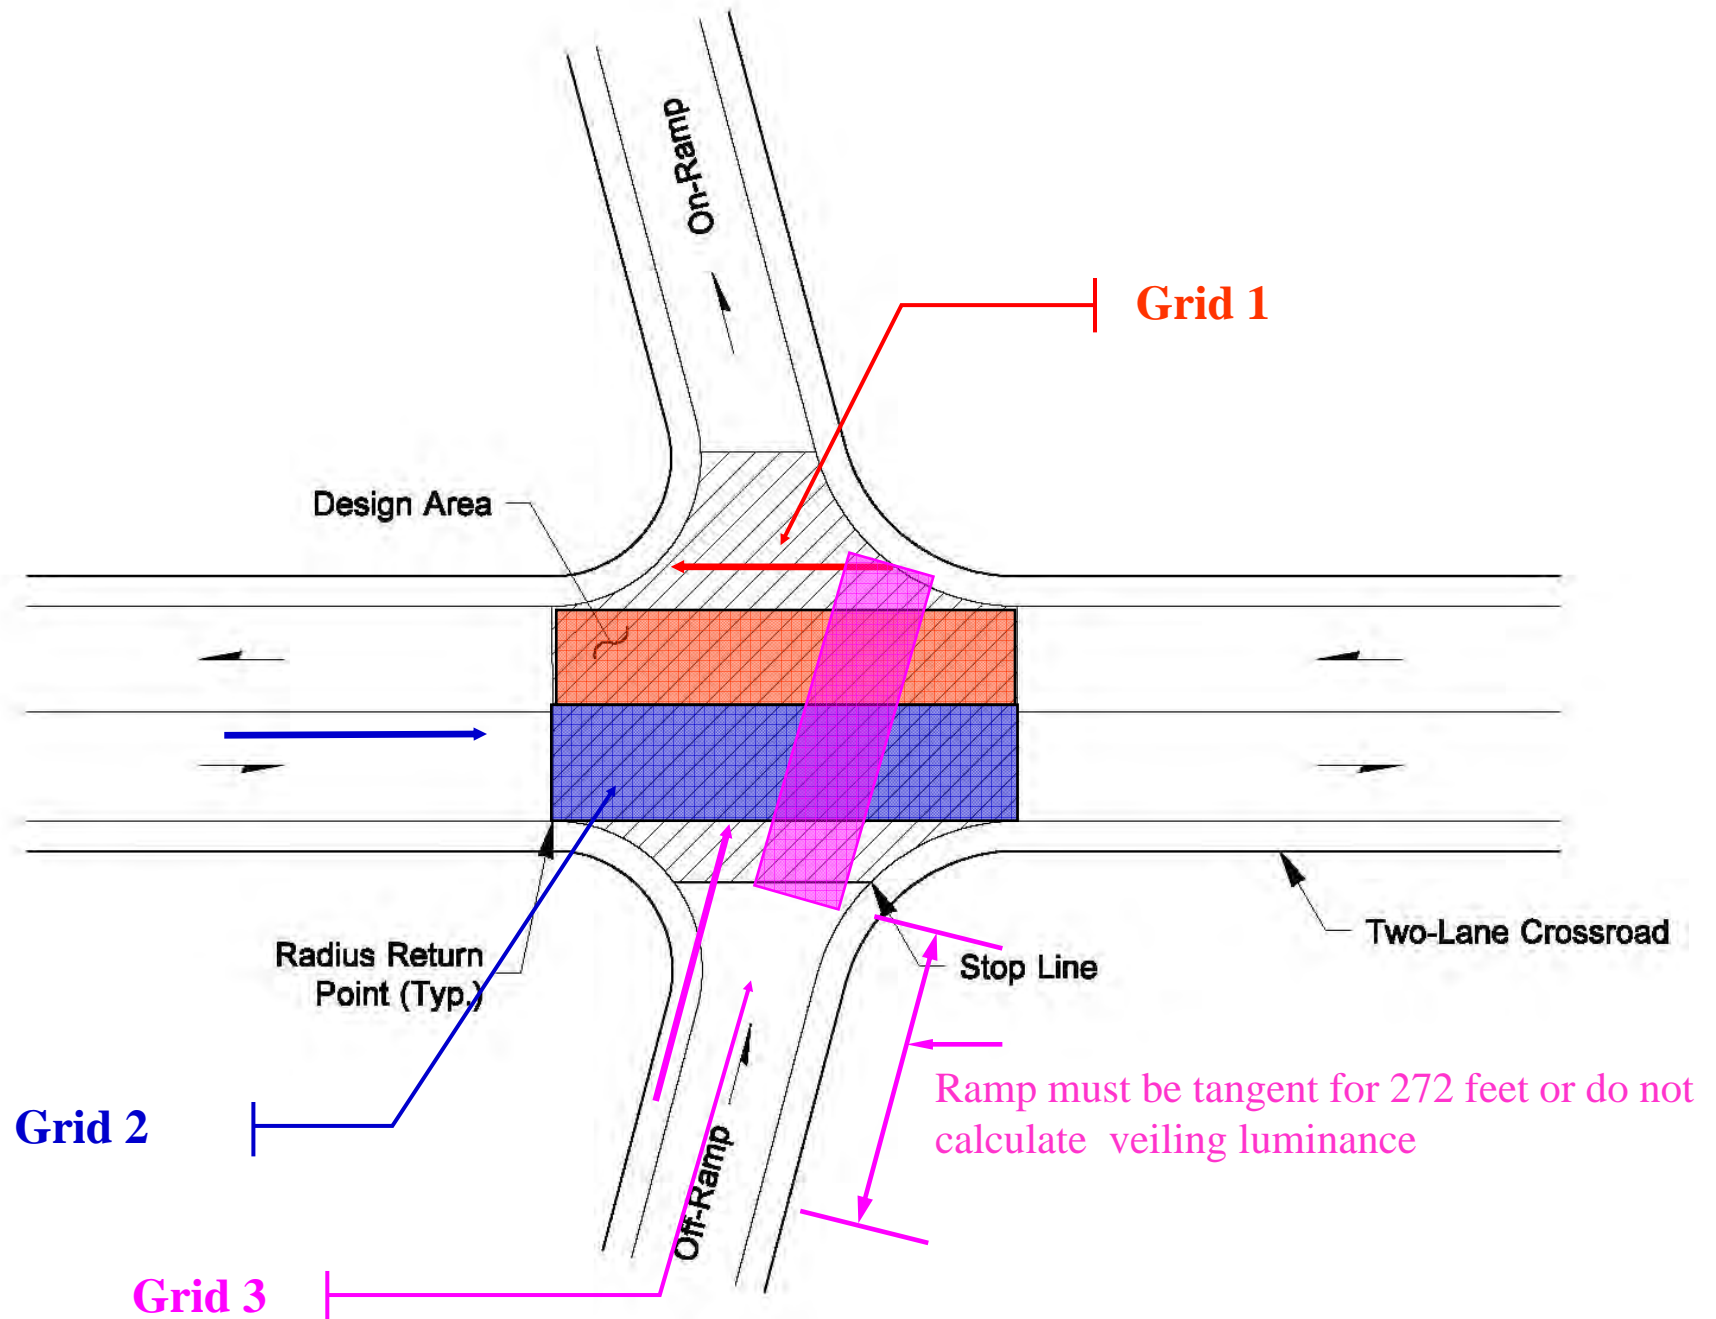 On-Ramp
Grid 1
Design Area
Two-Lane Crossroad
Radius Return
Point (Typ.)
Stop Line
Ramp must be tangent for 272 feet or do not
calculate veiling luminance
Grid 2
Off-Ramp
Grid 3